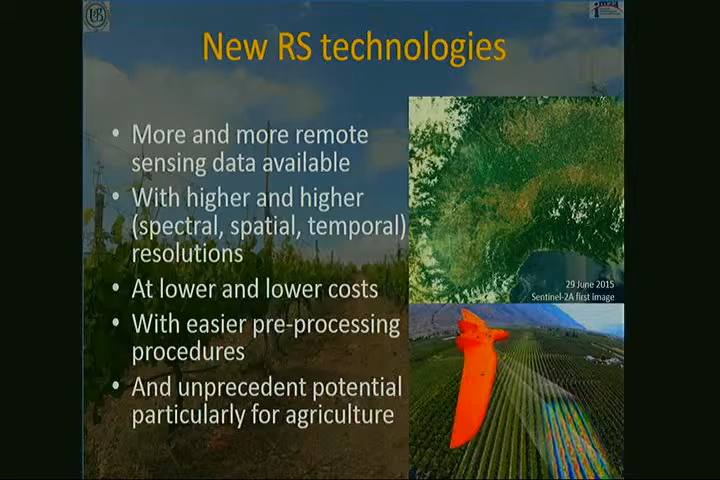 New RS technologies
• More and more remote
sensing data available
• With higher and higher
(spectral, spatial, temporal)
resolutions
• At lower and lower costs
• With easier pre-processing
procedures
• And unprecedent potential
particularly for agriculture
29 June 2015
Sentinel-2A first image